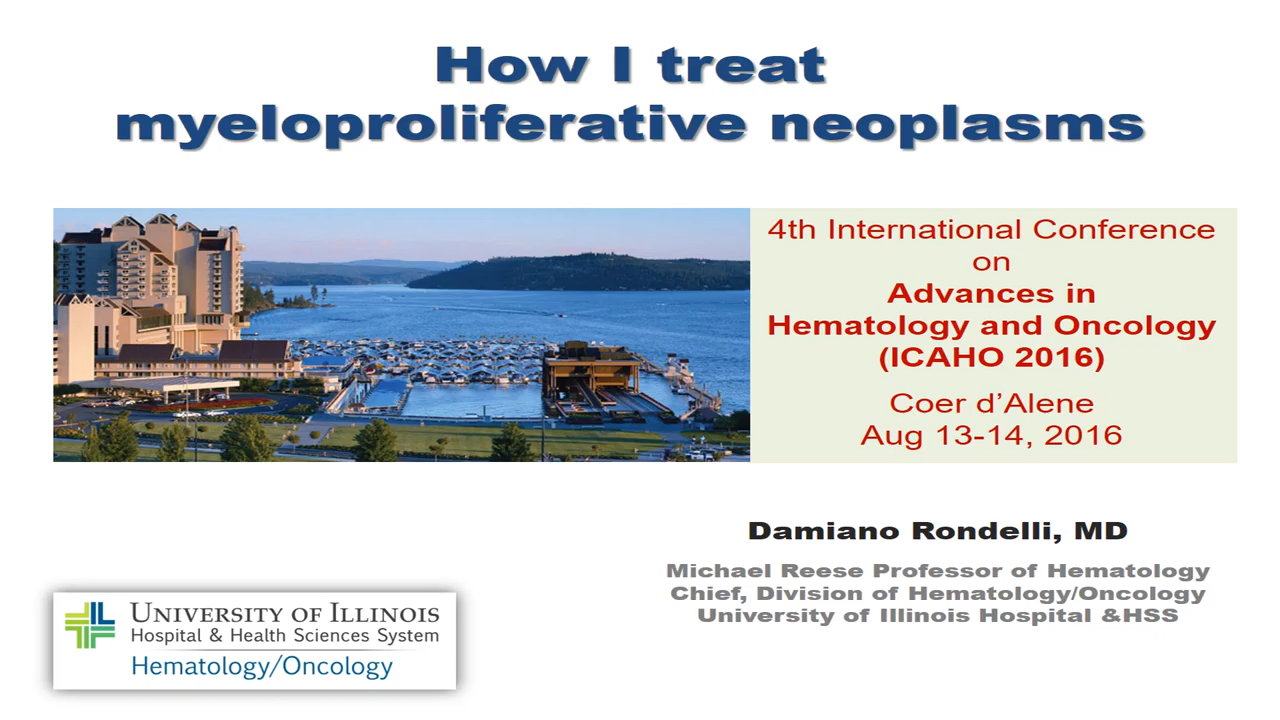 How I treat
myeloproliferative neoplasms
4th International Conference
on
Advances in
Hematology and Oncology
(ICAHO 2016)
Coer d’Alene
Aug 13-14, 2016
Damiano Rondelli, MD
Michael Reese Professor of Hematology
Chief, Division of Hematology/Oncology
University of Illinois Hospital &HSS
UNIVERSITY OF ILLINOIS
Hospital & Health Sciences System
Hematology/Oncology